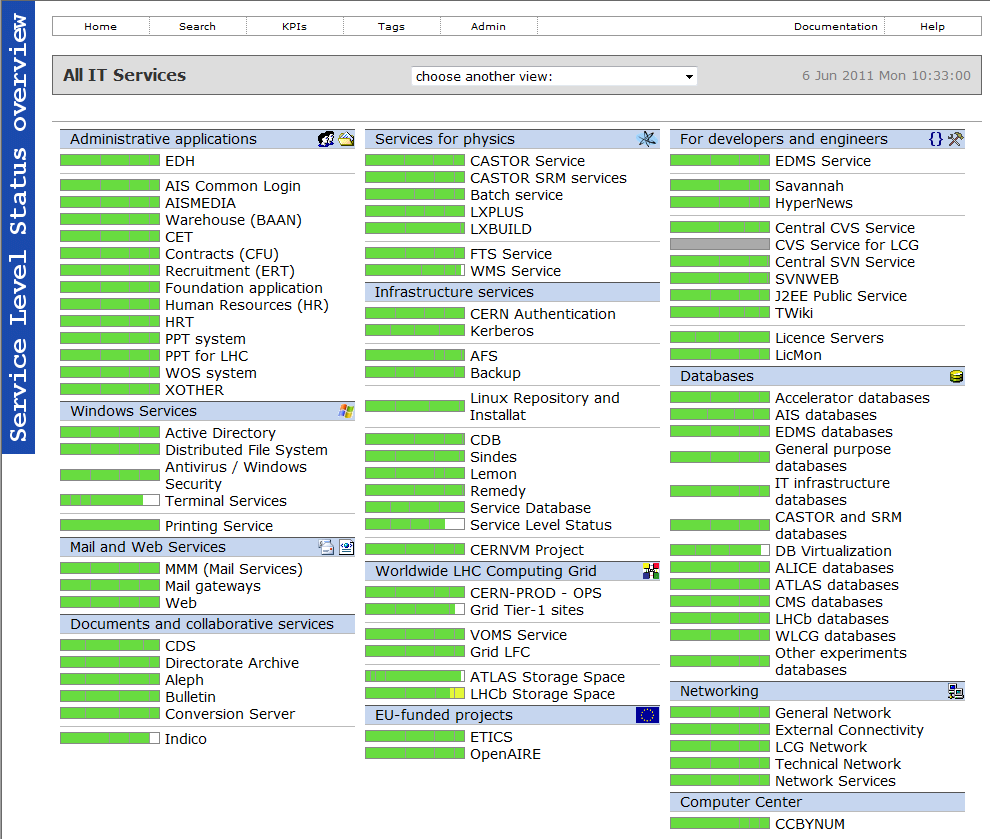 Service Level Status overview
Home Search KPIs Tags Admin Documentation Help
All IT Services choose another view: 6 Jun 2011 Mon 10:33:00
Administrative applications
EDH
AIS Common Login
AISMEDIA
Warehouse (BAAN)
CET
Contracts (CFU)
Recruitment (ERT)
Foundation application
Human Resources (HR)
HRT
PPT system
PPT for LHC
WOS system
XOTHER
Windows Services
Active Directory
Distributed File System
Antivirus / Windows
Security
Terminal Services
Printing Service
Mail and Web Services
MMM (Mail Services)
Mail gateways
Web
Documents and collaborative services
CDS
Directorate Archive
Aleph
Bulletin
Conversion Server
Indico
Services for physics
CASTOR Service
CASTOR SRM services
Batch service
LXPLUS
LXBUILD
FTS Service
WMS Service
Infrastructure services
CERN Authentication
Kerberos
AFS
Backup
Linux Repository and
Installat
CDB
Sindes
Lemon
Remedy
Service Database
Service Level Status
CERNVM Project
Worldwide LHC Computing Grid
CERN-PROD - OPS
Grid Tier-1 sites
VOMS Service
Grid LFC
ATLAS Storage Space
LHCb Storage Space
EU-funded projects
ETICS
OpenAIRE
For developers and engineers {}
EDMS Service
Savannah
HyperNews
Central CVS Service
CVS Service for LCG
Central SVN Service
SVNWEB
J2EE Public Service
TWiki
Licence Servers
LicMon
Databases
Accelerator databases
AIS databases
EDMS databases
General purpose
databases
IT infrastructure
databases
CASTOR and SRM
databases
DB Virtualization
ALICE databases
ATLAS databases
CMS databases
LHCb databases
WLCG databases
Other experiments
databases
Networking
General Network
External Connectivity
LCG Network
Technical Network
Network Services
Computer Center
CCBYNUM